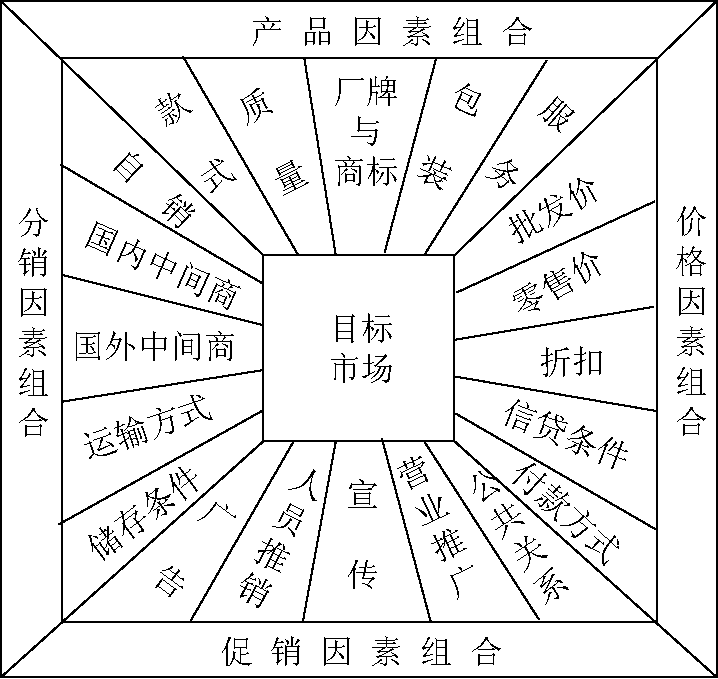 产品因素组合
款式
质量
厂牌
与
商标
包装
服务
分销因素组合
自销
国内中间商
国外中间商
运输方式
储存条件
目标
市场
批发价
零售价
折扣
信贷条件
付款方式
价格因素组合
广告
人员推销
宣传
营业推广
公共关系
促销因素组合